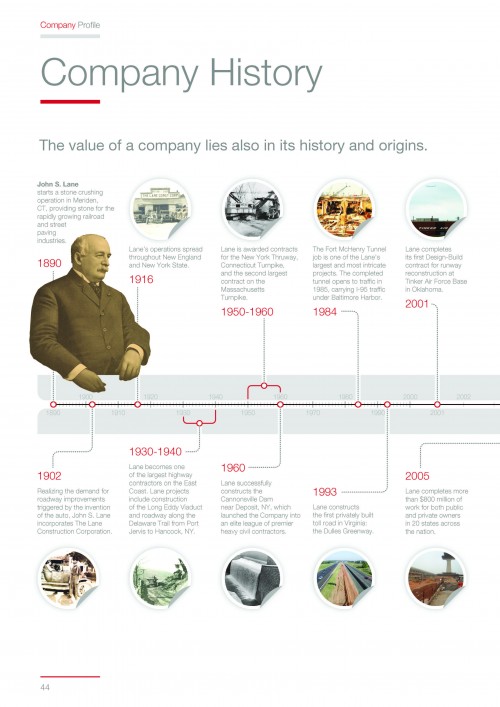 Company Profile
Company History
The value of a company lies also in its history and origins.
John S. Lane
starts a stone crushing
operation in Meriden,
CT, providing stone for the
rapidly growing railroad
and street
paving
industries.
1890
Lane's operations spread
throughout New England
and New York State.
1916
Lane is awarded contracts
for the New York Thruway,
Connecticut Turnpike,
and the second largest
contract on the
Massachusetts
Turnpike.
1950-1960
The Fort McHenry Tunnel
job is one of the Lane's
largest and most intricate
projects. The completed
tunnel opens to traffic in
1985, carrying I-95 traffic
under Baltimore Harbor.
1984
Lane completes
its first Design-Build
contract for runway
reconstruction at
Tinker Air Force Base
in Oklahoma.
2001
1902
Realizing the demand for
roadway improvements
triggered by the invention
of the auto, John S. Lane
incorporates The Lane
Construction Corporation.
1930-1940
Lane becomes one
of the largest highway
contractors on the East
Coast. Lane projects
include construction
of the Long Eddy Viaduct
and roadway along the
Delaware Trail from Port
Jervis to Hancock, NY.
1960
Lane successfully
constructs the
Cannonsville Dam
near Deposit, NY, which
launched the Company into
an elite league of premier
heavy civil contractors.
1993
Lane constructs
the first privately built
toll road in Virginia:
the Dulles Greenway.
2005
Lane completes more
than $800 million of
work for both public
and private owners
in 20 states across
the nation.
44